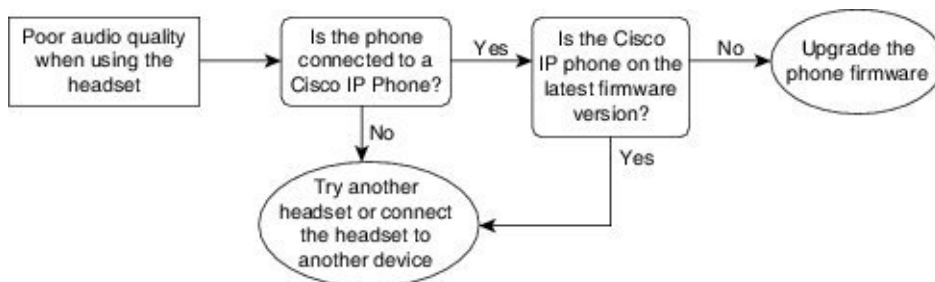 Poor audio quality
when using the
headset
Is the phone
connected to a
Cisco IP Phone?
Yes
Is the Cisco
IP phone on the
latest firmware
version?
No
Upgrade the
phone firmware
No
Yes
Try another
headset or connect
the headset to
another device